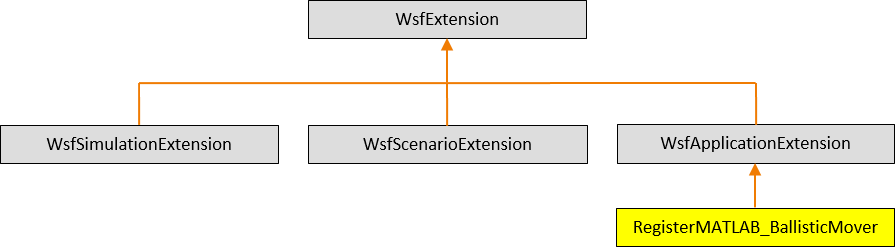 WsfExtension
WsfSimulationExtension
WsfScenarioExtension
WsfApplicationExtension
RegisterMATLAB_BallisticMover